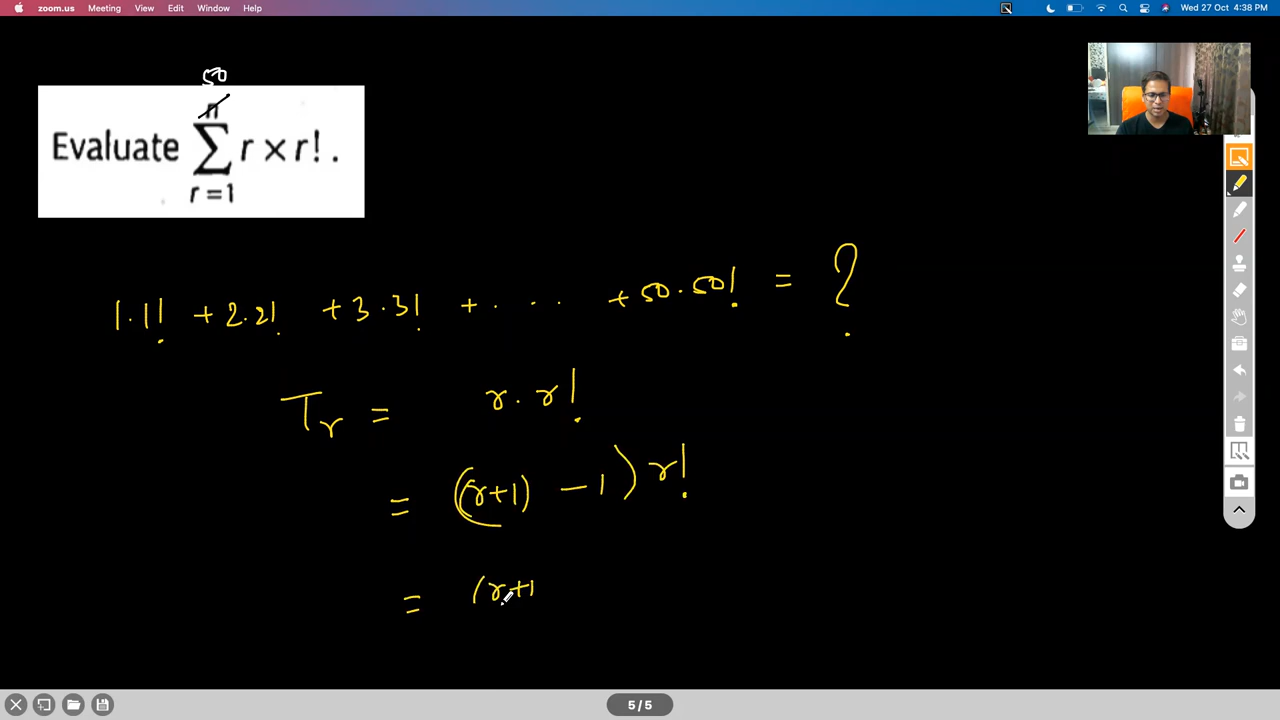 zoom.us Meeting View Edit Window Help Wed 27 Oct 4:38 PM
50
n
Evaluate ∑ r × r! .
r = 1
1·1! + 2·2! + 3·3! + · · · + 50·50! = ?
Tr = r · r!
= ((r+1) − 1) r!
= (r+1
5 / 5